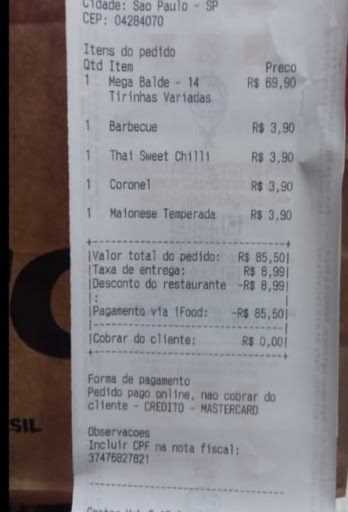 Cidade: Sao Paulo - SP
CEP: 04284070
Itens do pedido
Qtd Item Preco
1 Mega Balde - 14 R$ 69,90
Tirinhas Variadas
1 Barbecue R$ 3,90
1 Thai Sweet Chilli R$ 3,90
1 Coronel R$ 3,90
1 Maionese Temperada R$ 3,90
+------------------------------+
|Valor total do pedido: R$ 85,50|
|Taxa de entrega: R$ 8,99|
|Desconto do restaurante -R$ 8,99|
|: |
|Pagamento via iFood: -R$ 85,50|
|------------------------------|
|Cobrar do cliente: R$ 0,00|
+------------------------------+
Forma de pagamento
Pedido pago online, nao cobrar do
cliente - CREDITO - MASTERCARD
Observacoes
Incluir CPF na nota fiscal:
37476827821
--------------------------------
SIL